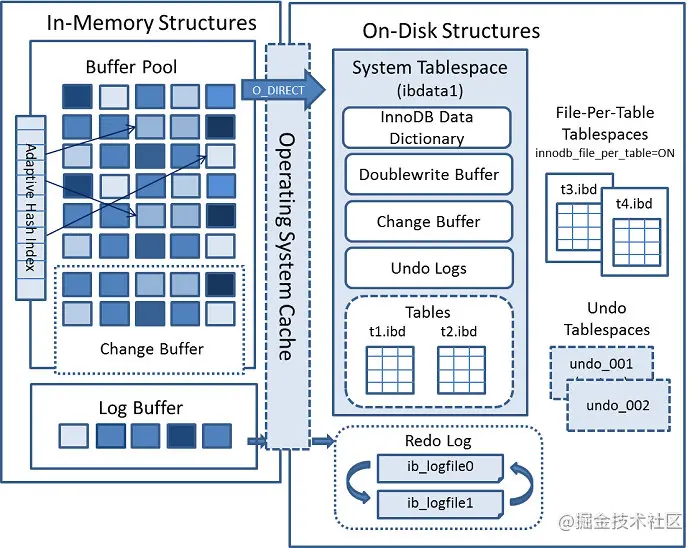 In-Memory Structures
Buffer Pool
Adaptive Hash Index
Change Buffer
Log Buffer
O_DIRECT
Operating System Cache
On-Disk Structures
System Tablespace
(ibdata1)
InnoDB Data
Dictionary
Doublewrite Buffer
Change Buffer
Undo Logs
Tables
t1.ibd
t2.ibd
File-Per-Table
Tablespaces
innodb_file_per_table=ON
t3.ibd
t4.ibd
Undo
Tablespaces
undo_001
undo_002
Redo Log
ib_logfile0
ib_logfile1
@掘金技术社区